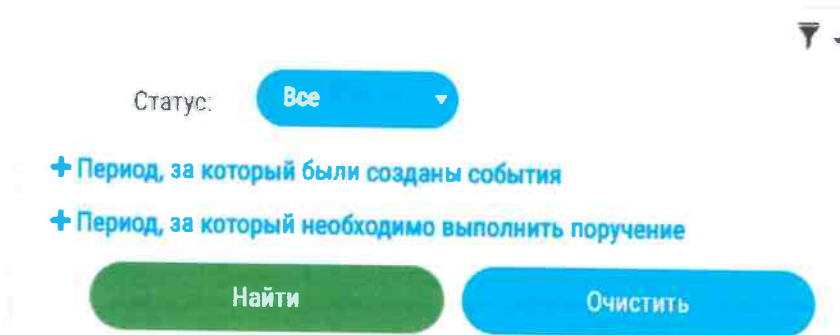 Статус: Все
+ Период, за который были созданы события
+ Период, за который необходимо выполнить поручение
Найти Очистить